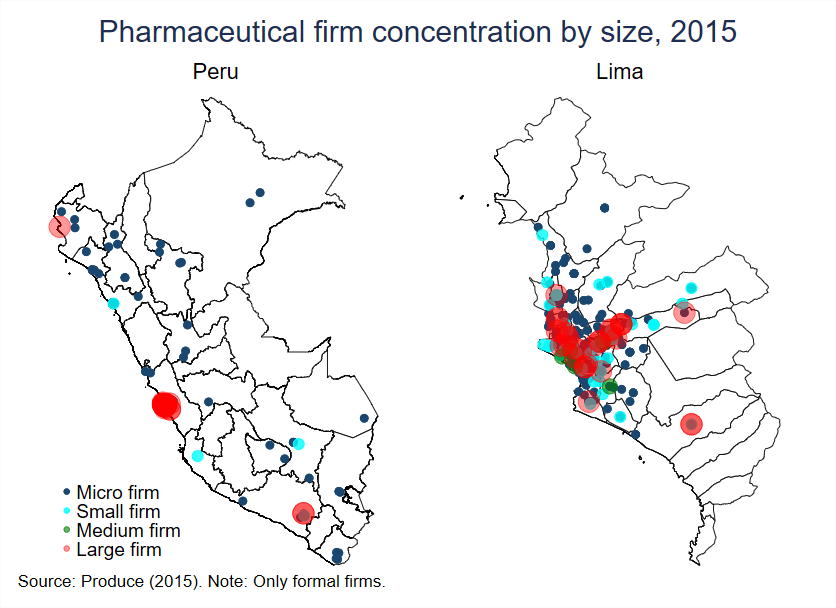 Pharmaceutical firm concentration by size, 2015
Peru
Lima
Micro firm
Small firm
Medium firm
Large firm
Source: Produce (2015). Note: Only formal firms.